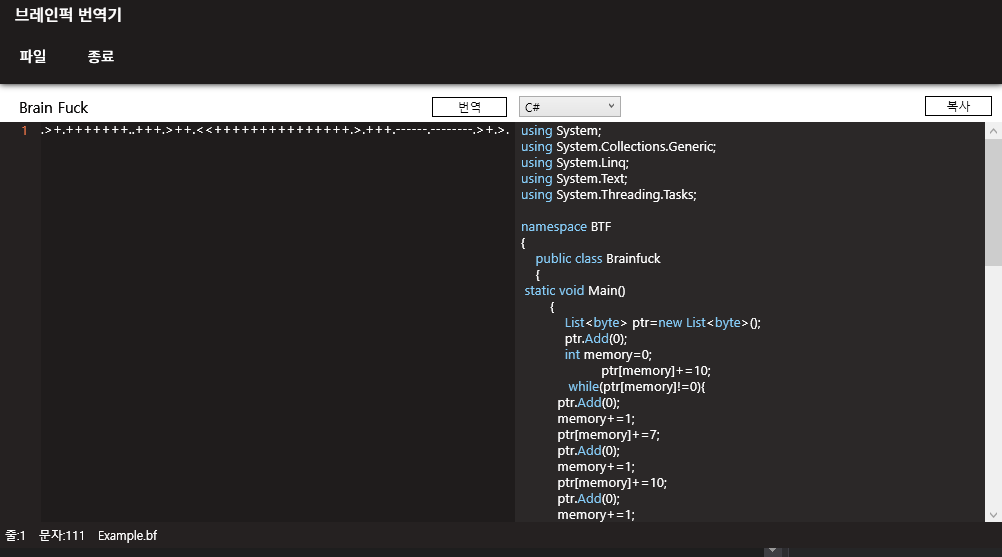 브레인퍽 번역기
파일 종료
Brain Fuck 번역 C# 복사
1 .>+.+++++++..+++.>++.<<+++++++++++++++.>.+++.------.--------.>+.>.
using System;
using System.Collections.Generic;
using System.Linq;
using System.Text;
using System.Threading.Tasks;
namespace BTF
{
public class Brainfuck
{
static void Main()
{
List<byte> ptr=new List<byte>();
ptr.Add(0);
int memory=0;
ptr[memory]+=10;
while(ptr[memory]!=0){
ptr.Add(0);
memory+=1;
ptr[memory]+=7;
ptr.Add(0);
memory+=1;
ptr[memory]+=10;
ptr.Add(0);
memory+=1;
줄:1 문자:111 Example.bf